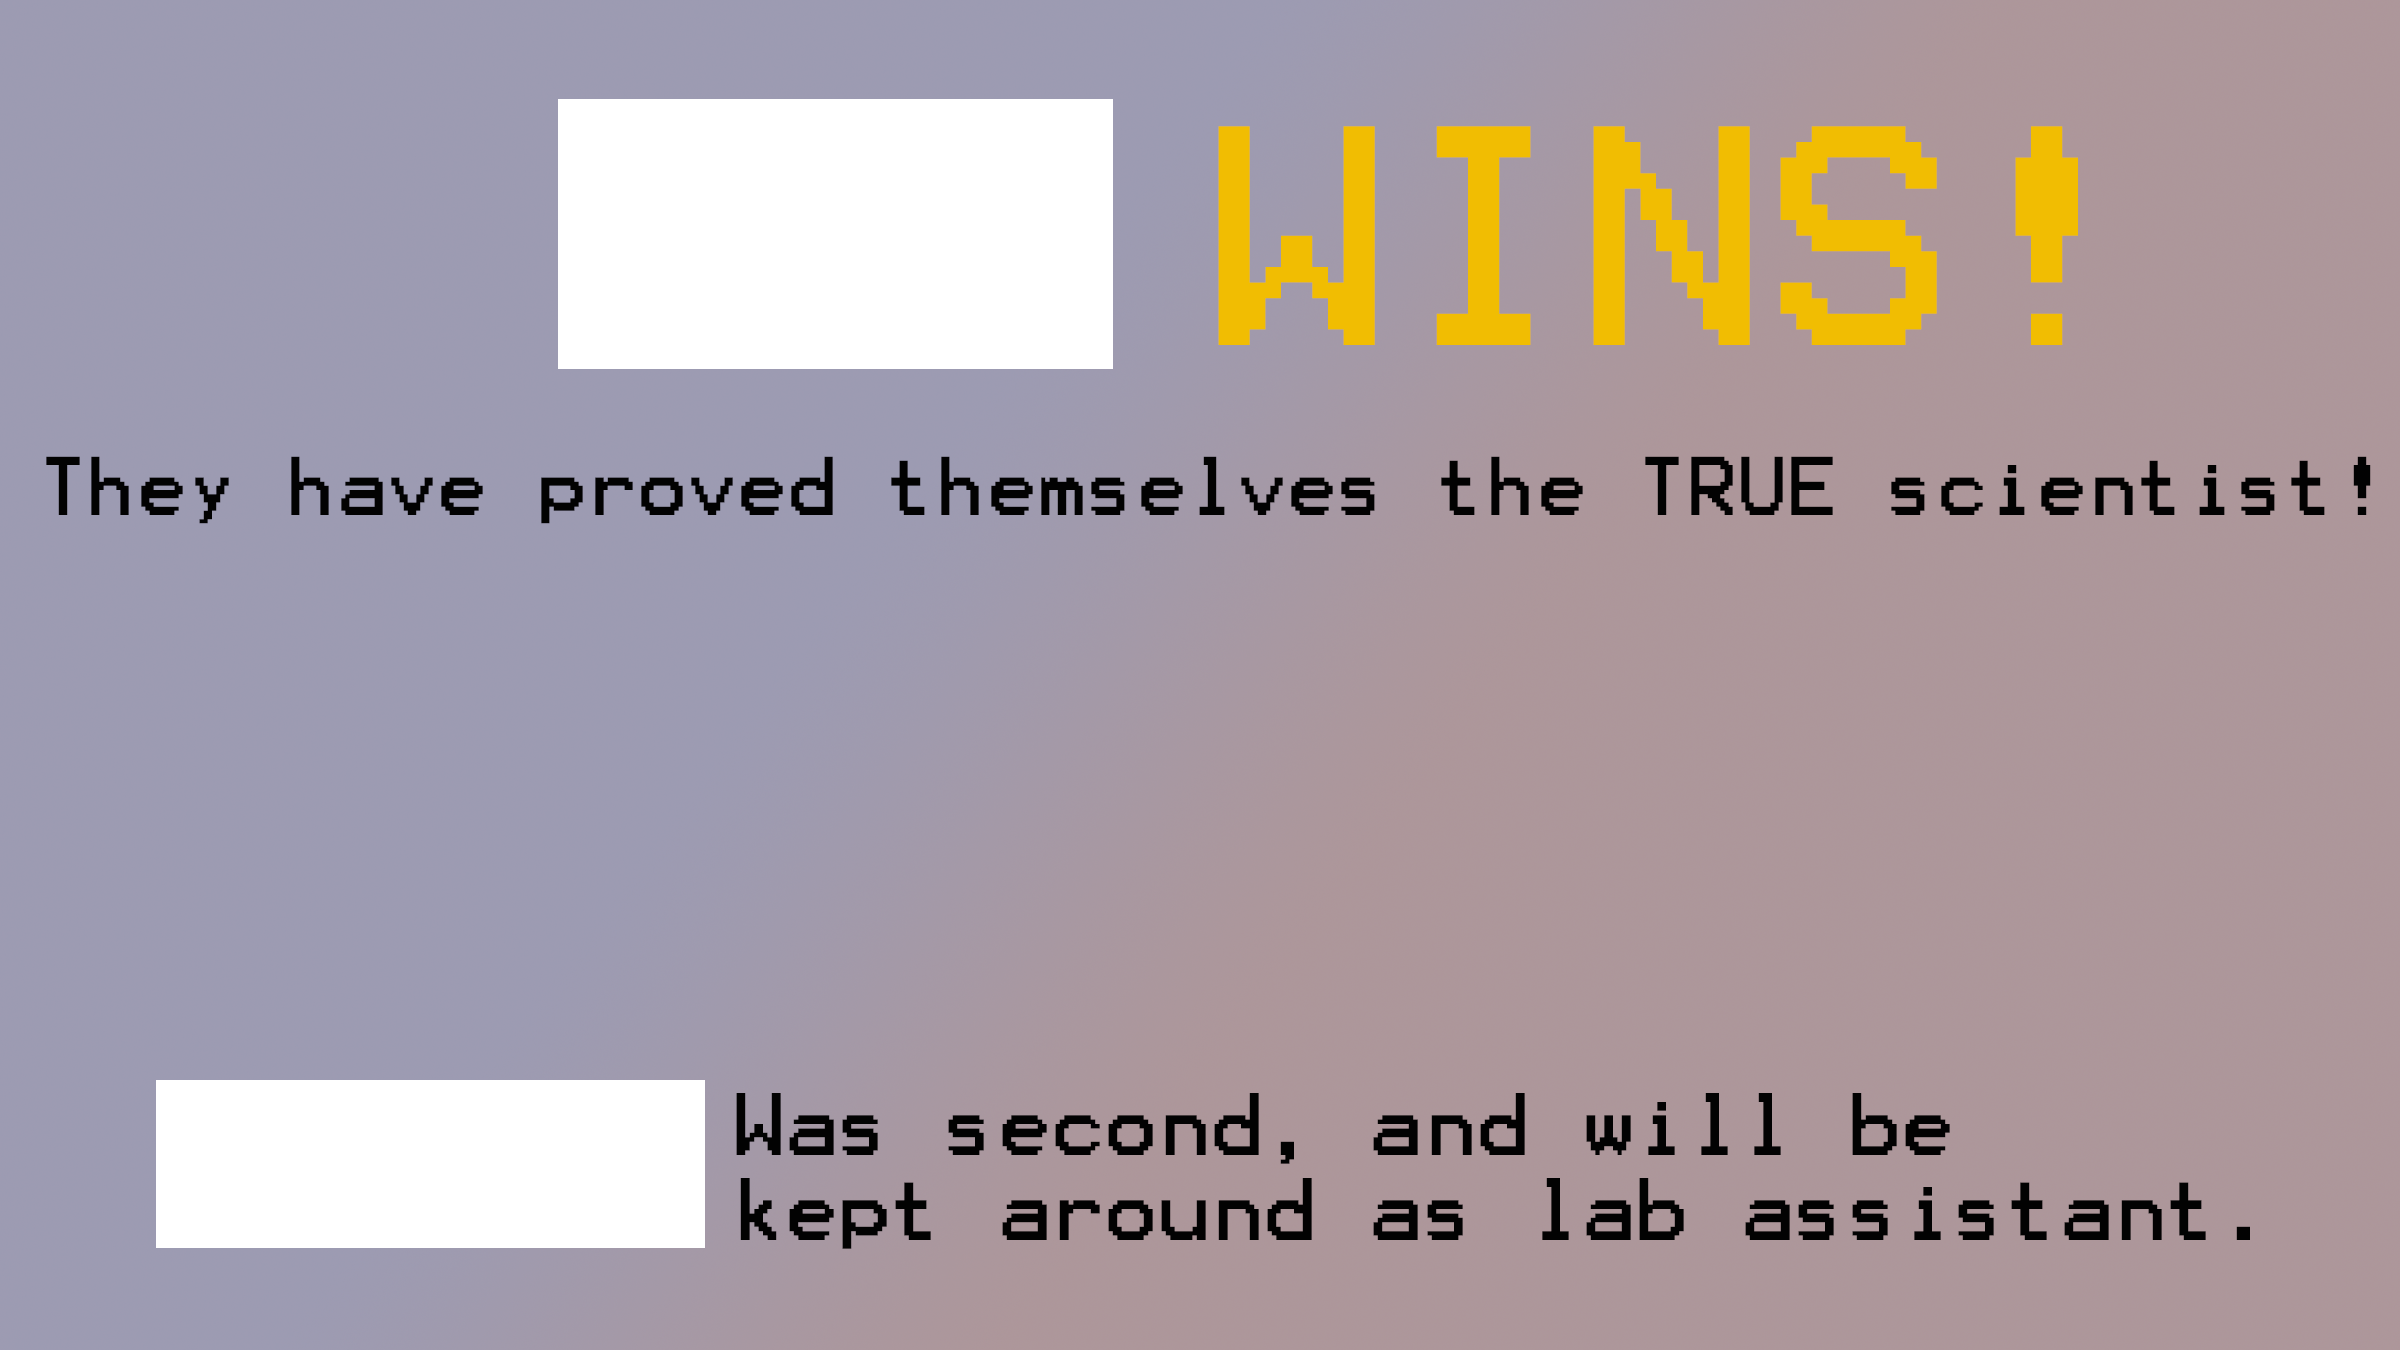 WINS!
They have proved themselves the TRUE scientist!
Was second, and will be
kept around as lab assistant.